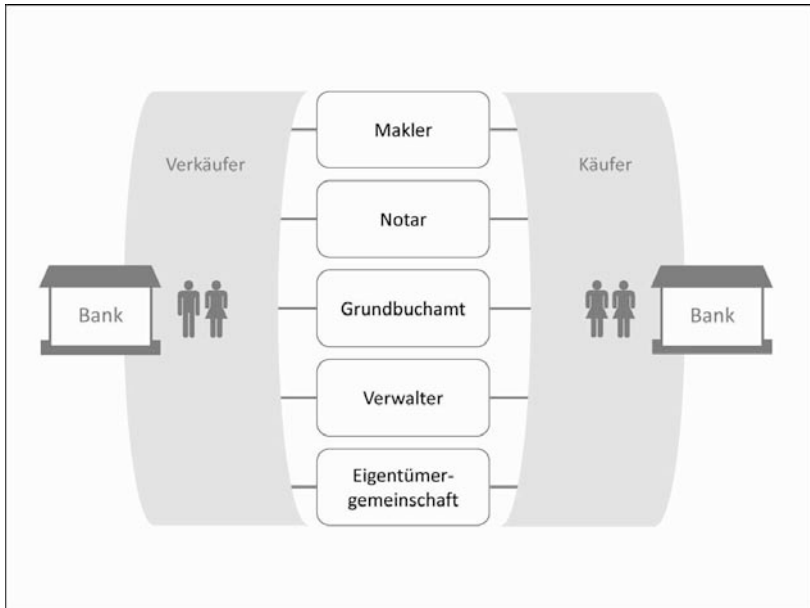 Makler
Verkäufer
Käufer
Notar
Bank
Grundbuchamt
Bank
Verwalter
Eigentümer-
gemeinschaft